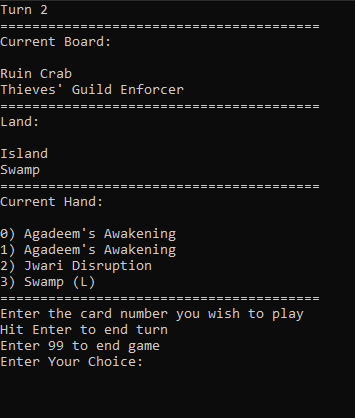 Turn 2
========================================
Current Board:
Ruin Crab
Thieves' Guild Enforcer
========================================
Land:
Island
Swamp
========================================
Current Hand:
0) Agadeem's Awakening
1) Agadeem's Awakening
2) Jwari Disruption
3) Swamp (L)
========================================
Enter the card number you wish to play
Hit Enter to end turn
Enter 99 to end game
Enter Your Choice: